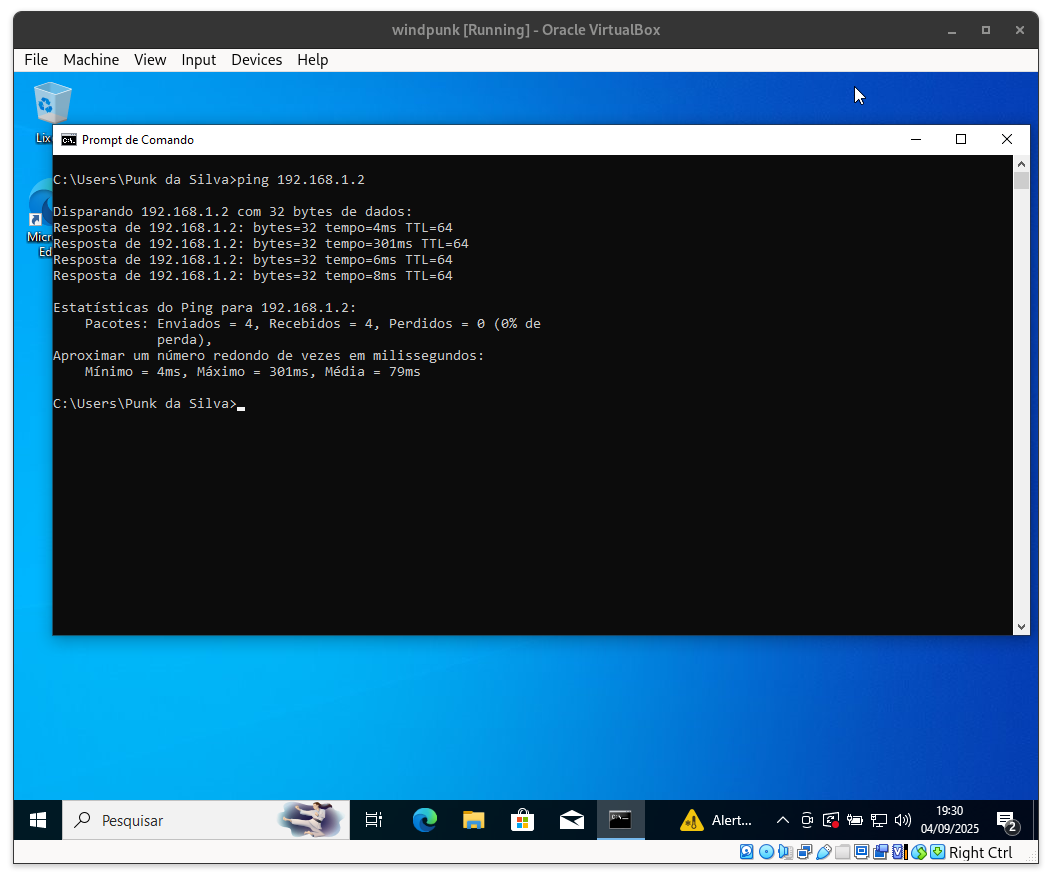 windpunk [Running] - Oracle VirtualBox
File Machine View Input Devices Help
Prompt de Comando
C:\Users\Punk da Silva>ping 192.168.1.2
Disparando 192.168.1.2 com 32 bytes de dados:
Resposta de 192.168.1.2: bytes=32 tempo=4ms TTL=64
Resposta de 192.168.1.2: bytes=32 tempo=301ms TTL=64
Resposta de 192.168.1.2: bytes=32 tempo=6ms TTL=64
Resposta de 192.168.1.2: bytes=32 tempo=8ms TTL=64
Estatísticas do Ping para 192.168.1.2:
Pacotes: Enviados = 4, Recebidos = 4, Perdidos = 0 (0% de
perda),
Aproximar um número redondo de vezes em milissegundos:
Mínimo = 4ms, Máximo = 301ms, Média = 79ms
C:\Users\Punk da Silva>
Lix
Micr
Ed
Pesquisar
Alert...
19:30
04/09/2025
2
Right Ctrl